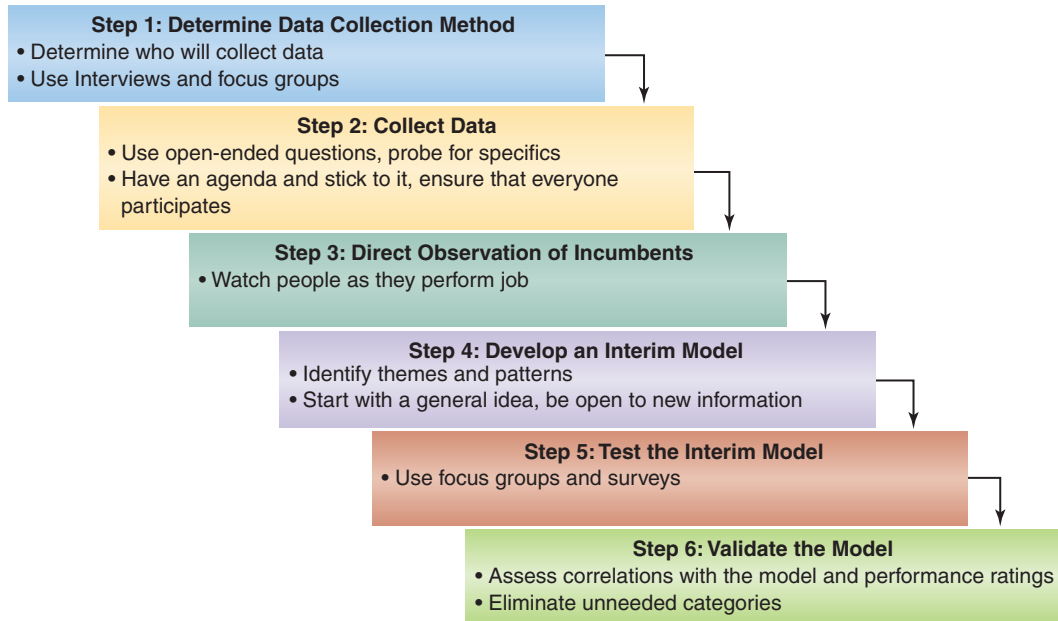 Step 1: Determine Data Collection Method
• Determine who will collect data
• Use Interviews and focus groups
Step 2: Collect Data
• Use open-ended questions, probe for specifics
• Have an agenda and stick to it, ensure that everyone
participates
Step 3: Direct Observation of Incumbents
• Watch people as they perform job
Step 4: Develop an Interim Model
• Identify themes and patterns
• Start with a general idea, be open to new information
Step 5: Test the Interim Model
• Use focus groups and surveys
Step 6: Validate the Model
• Assess correlations with the model and performance ratings
• Eliminate unneeded categories